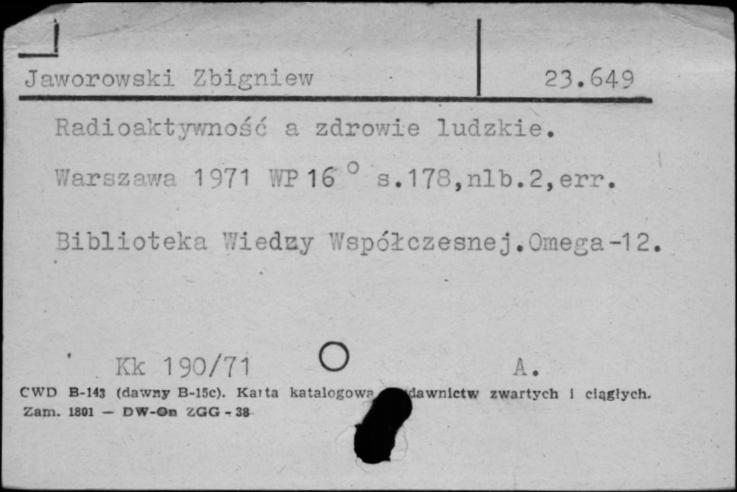 Jaworowski Zbigniew 23.649
Radioaktywność a zdrowie ludzkie.
Warszawa 1971 WP 16° s.178,nlb.2,err.
Biblioteka Wiedzy Współczesnej.Omega-12.
Kk 190/71 A.
CWD B-143 (dawny B-15c). Karta katalogowa dawnictw zwartych i ciągłych.
Zam. 1801 — DW-On ZGG - 38